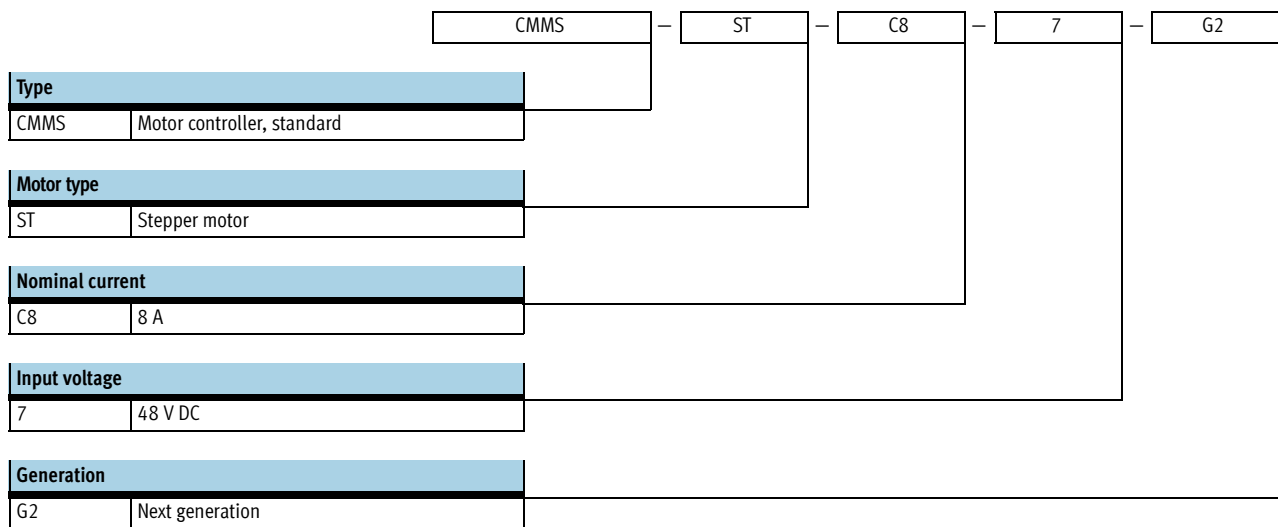 CMMS – ST – C8 – 7 – G2
Type
CMMS Motor controller, standard
Motor type
ST Stepper motor
Nominal current
C8 8 A
Input voltage
7 48 V DC
Generation
G2 Next generation